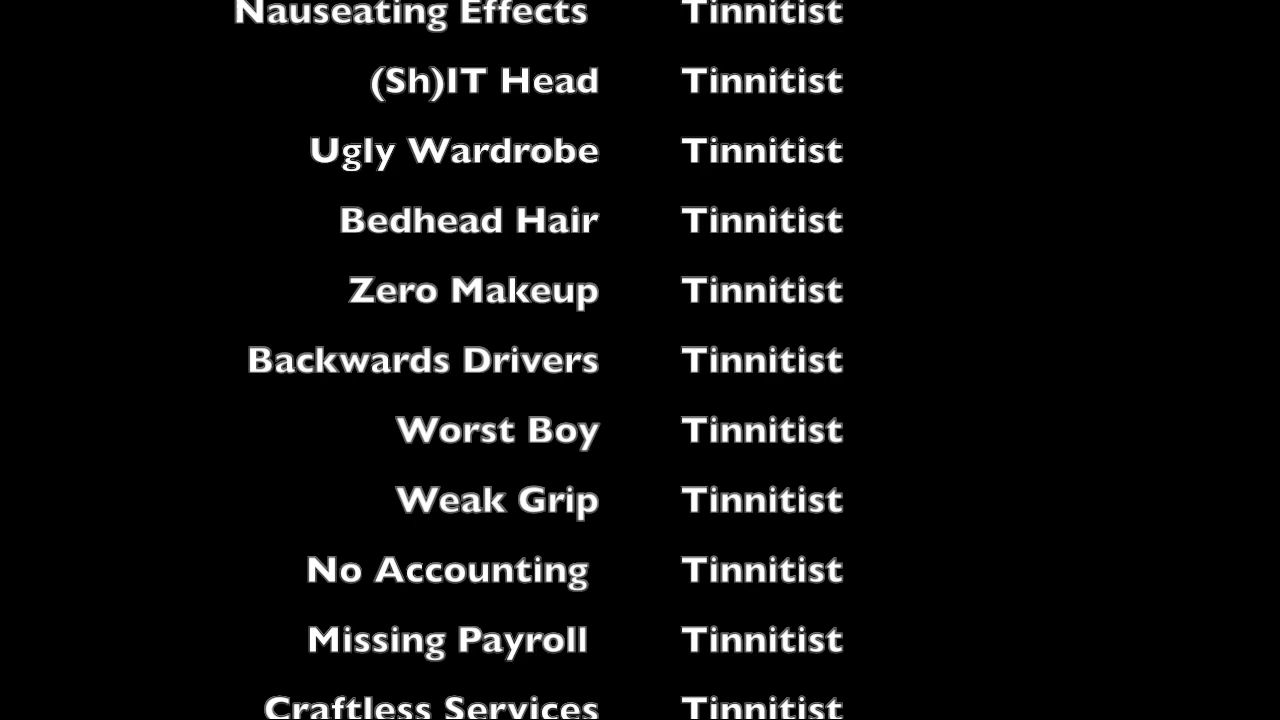 Nauseating Effects Tinnitist
(Sh)IT Head Tinnitist
Ugly Wardrobe Tinnitist
Bedhead Hair Tinnitist
Zero Makeup Tinnitist
Backwards Drivers Tinnitist
Worst Boy Tinnitist
Weak Grip Tinnitist
No Accounting Tinnitist
Missing Payroll Tinnitist
Craftless Services Tinnitist